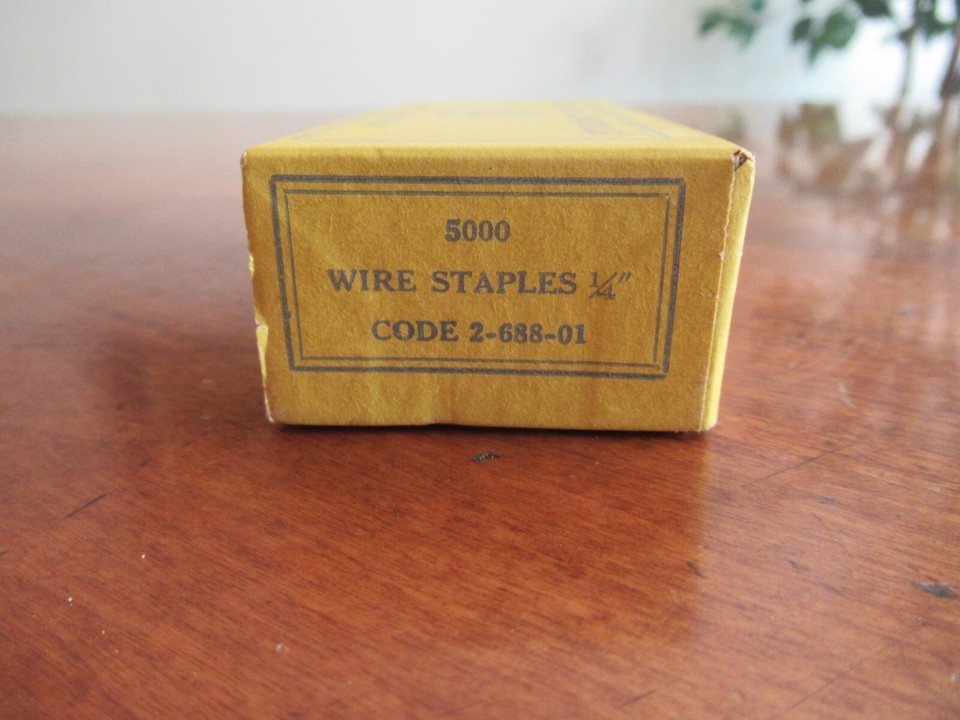 5000
WIRE STAPLES ¼"
CODE 2-688-01